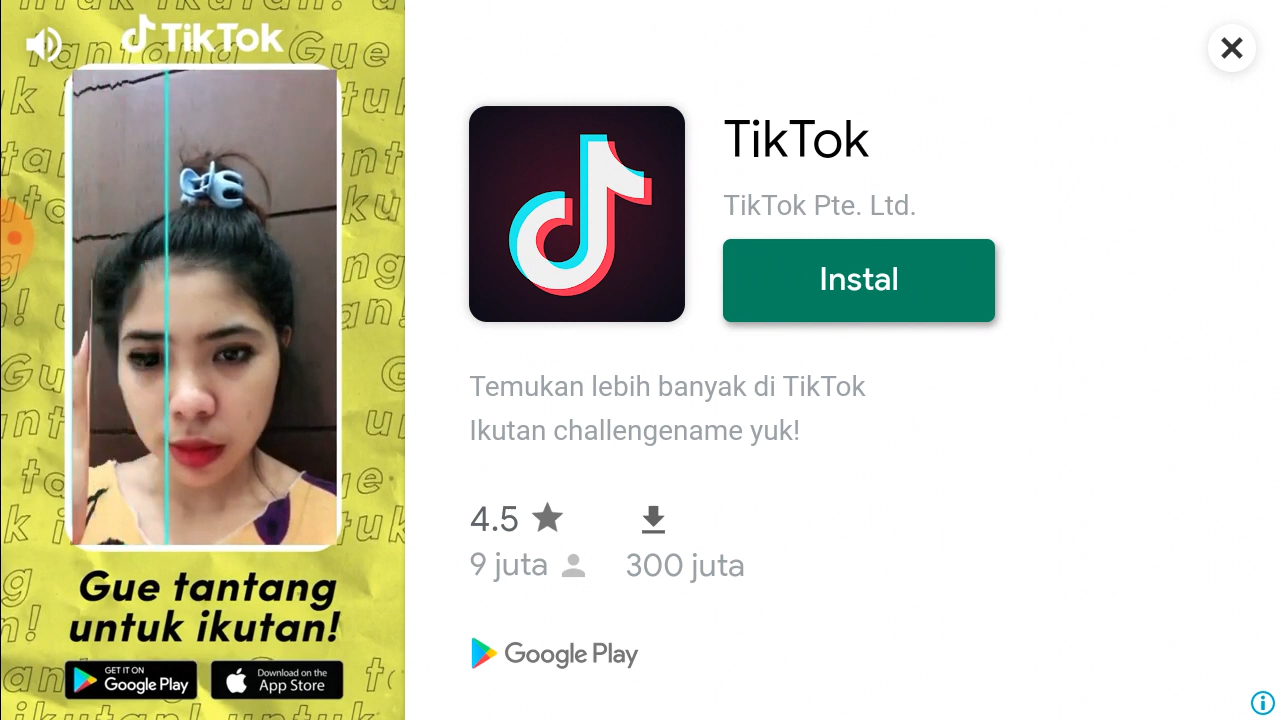 TikTok
Gue tantang
untuk ikutan!
GET IT ON
Google Play
Download on the
App Store
TikTok
TikTok Pte. Ltd.
Instal
Temukan lebih banyak di TikTok
Ikutan challengename yuk!
4.5
9 juta
300 juta
Google Play